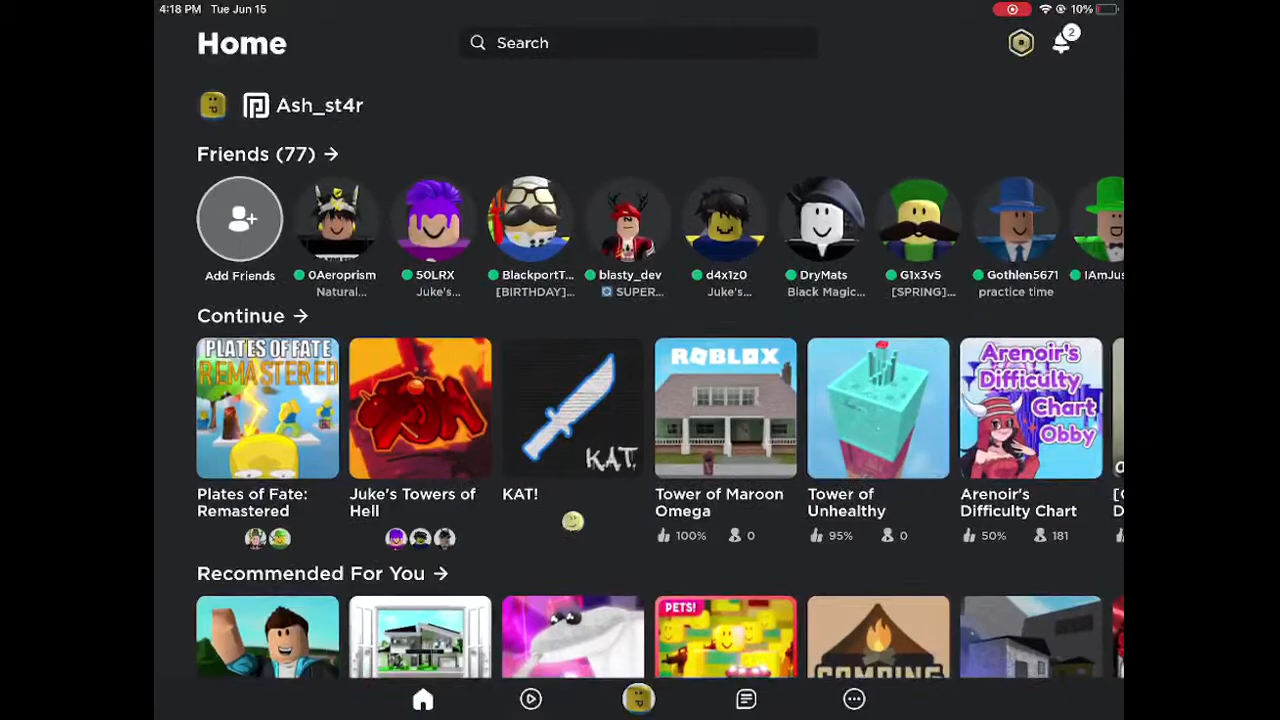 4:18 PM Tue Jun 15 10%
Home
Search
2
Ash_st4r
Friends (77) →
Add Friends
0Aeroprism
Natural...
50LRX
Juke's...
BlackportT...
[BIRTHDAY]...
blasty_dev
SUPER...
d4x1z0
Juke's...
DryMats
Black Magic...
G1x3v5
[SPRING]...
Gothlen5671
practice time
IAmJus
Continue →
PLATES OF FATE
REMASTERED
KAT.
ROBLOX
Arenoir's
Difficulty
Chart
Obby
Plates of Fate:
Remastered
Juke's Towers of
Hell
KAT!
Tower of Maroon
Omega
100% 0
Tower of
Unhealthy
95% 0
Arenoir's
Difficulty Chart
50% 181
Recommended For You →
PETS!
CAMPING